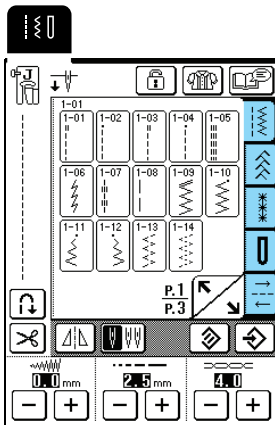 J
1-01
1-01 1-02 1-03 1-04 1-05
1-06 1-07 1-08 1-09 1-10
1-11 1-12 1-13 1-14
P.1
P.3
0.0 mm 2.5 mm 4.0
- + - + - +